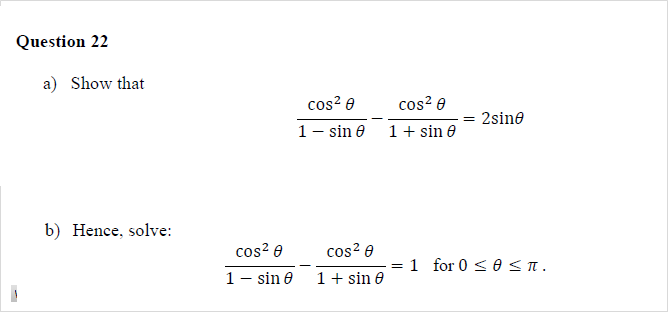 Question 22
a) Show that
cos² θ / 1 − sin θ − cos² θ / 1 + sin θ = 2sinθ
b) Hence, solve:
cos² θ / 1 − sin θ − cos² θ / 1 + sin θ = 1 for 0 ≤ θ ≤ π .